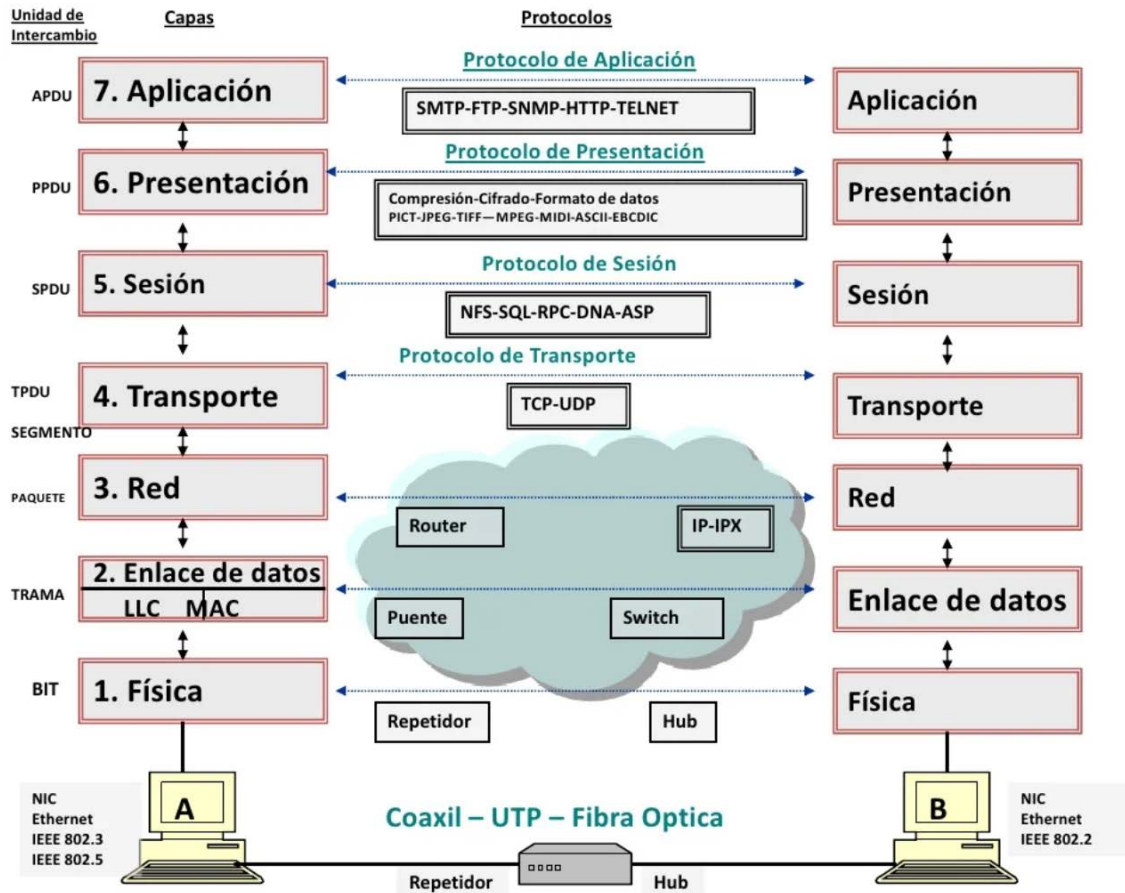 Unidad de
Intercambio
Capas
Protocolos
Protocolo de Aplicación
APDU
7. Aplicación
SMTP-FTP-SNMP-HTTP-TELNET
Aplicación
Protocolo de Presentación
PPDU
6. Presentación
Compresión-Cifrado-Formato de datos
PICT-JPEG-TIFF—MPEG-MIDI-ASCII-EBCDIC
Presentación
Protocolo de Sesión
SPDU
5. Sesión
NFS-SQL-RPC-DNA-ASP
Sesión
Protocolo de Transporte
TPDU
SEGMENTO
4. Transporte
TCP-UDP
Transporte
PAQUETE
3. Red
Router
IP-IPX
Red
TRAMA
2. Enlace de datos
LLC MAC
Puente
Switch
Enlace de datos
BIT
1. Física
Repetidor
Hub
Física
NIC
Ethernet
IEEE 802.3
IEEE 802.5
A
Coaxil – UTP – Fibra Optica
B
NIC
Ethernet
IEEE 802.2
Repetidor
Hub